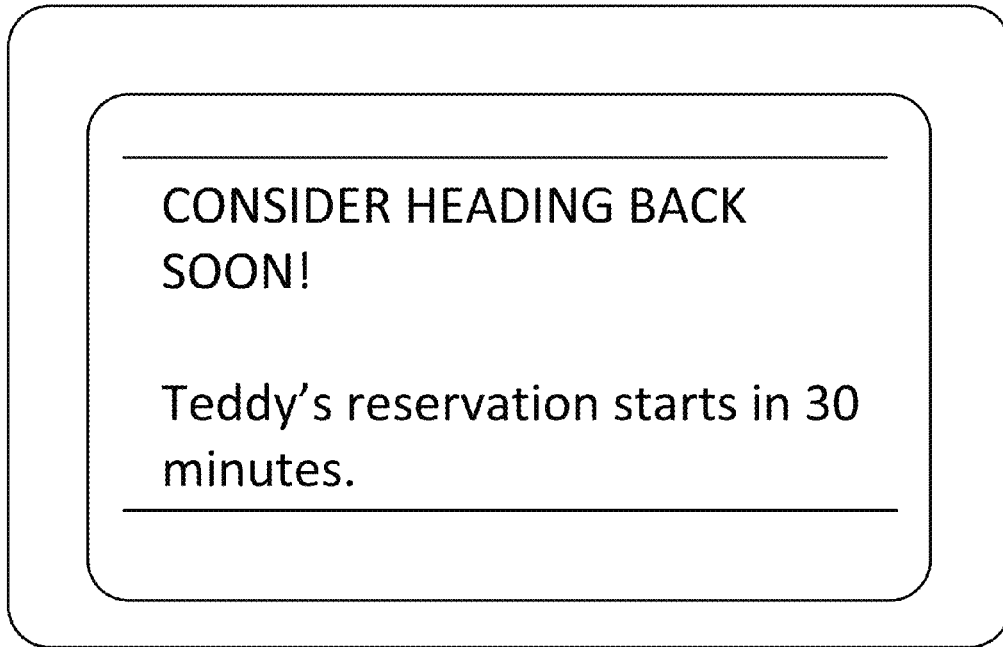 CONSIDER HEADING BACK
SOON!
Teddy’s reservation starts in 30
minutes.